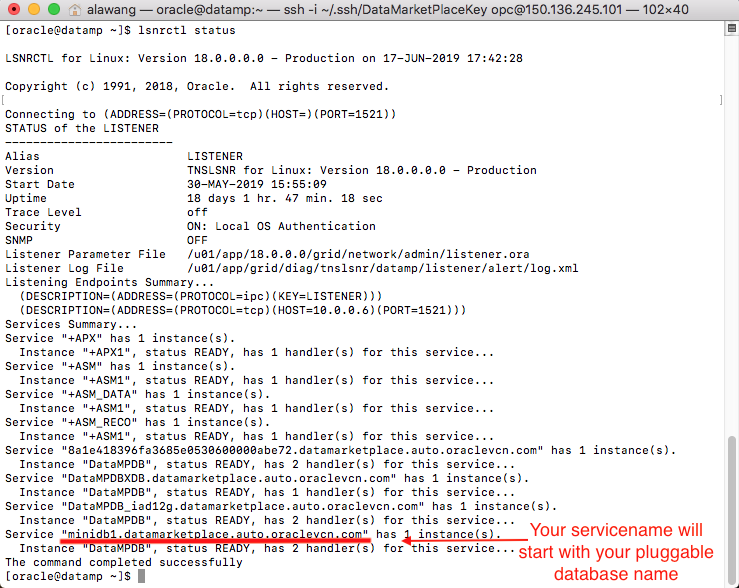 alawang — oracle@datamp:~ — ssh -i ~/.ssh/DataMarketPlaceKey opc@150.136.245.101 — 102×40
[oracle@datamp ~]$ lsnrctl status
LSNRCTL for Linux: Version 18.0.0.0.0 - Production on 17-JUN-2019 17:42:28
Copyright (c) 1991, 2018, Oracle.  All rights reserved.
Connecting to (ADDRESS=(PROTOCOL=tcp)(HOST=)(PORT=1521))
STATUS of the LISTENER
------------------------
Alias                     LISTENER
Version                   TNSLSNR for Linux: Version 18.0.0.0.0 - Production
Start Date                30-MAY-2019 15:55:09
Uptime                    18 days 1 hr. 47 min. 18 sec
Trace Level               off
Security                  ON: Local OS Authentication
SNMP                      OFF
Listener Parameter File   /u01/app/18.0.0.0/grid/network/admin/listener.ora
Listener Log File         /u01/app/grid/diag/tnslsnr/datamp/listener/alert/log.xml
Listening Endpoints Summary...
  (DESCRIPTION=(ADDRESS=(PROTOCOL=ipc)(KEY=LISTENER)))
  (DESCRIPTION=(ADDRESS=(PROTOCOL=tcp)(HOST=10.0.0.6)(PORT=1521)))
Services Summary...
Service "+APX" has 1 instance(s).
  Instance "+APX1", status READY, has 1 handler(s) for this service...
Service "+ASM" has 1 instance(s).
  Instance "+ASM1", status READY, has 1 handler(s) for this service...
Service "+ASM_DATA" has 1 instance(s).
  Instance "+ASM1", status READY, has 1 handler(s) for this service...
Service "+ASM_RECO" has 1 instance(s).
  Instance "+ASM1", status READY, has 1 handler(s) for this service...
Service "8a1e418396fa3685e0530600000abe72.datamarketplace.auto.oraclevcn.com" has 1 instance(s).
  Instance "DataMPDB", status READY, has 2 handler(s) for this service...
Service "DataMPDBXDB.datamarketplace.auto.oraclevcn.com" has 1 instance(s).
  Instance "DataMPDB", status READY, has 1 handler(s) for this service...
Service "DataMPDB_iad12g.datamarketplace.auto.oraclevcn.com" has 1 instance(s).
  Instance "DataMPDB", status READY, has 2 handler(s) for this service...
Service "minidb1.datamarketplace.auto.oraclevcn.com" has 1 instance(s).
  Instance "DataMPDB", status READY, has 2 handler(s) for this service...
The command completed successfully
[oracle@datamp ~]$
Your servicename will
start with your pluggable
database name